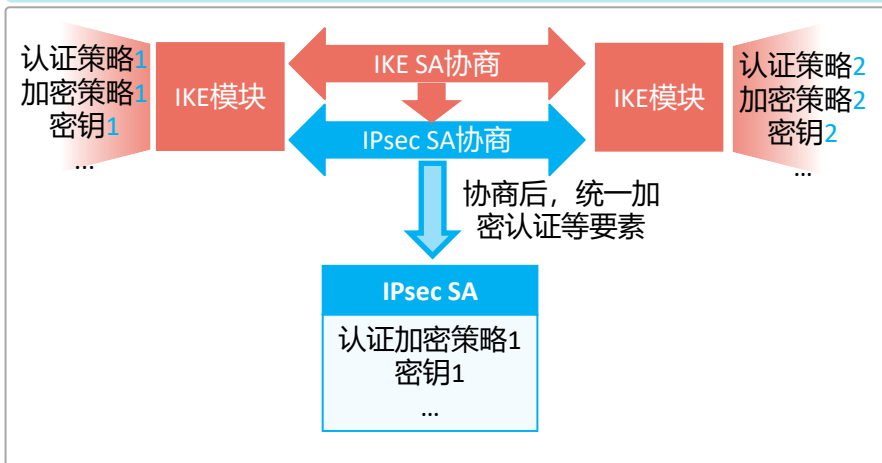 认证策略1
加密策略1
密钥1
...
IKE模块
IKE SA协商
IPsec SA协商
IKE模块
认证策略2
加密策略2
密钥2
...
协商后，统一加
密认证等要素
IPsec SA
认证加密策略1
密钥1
...